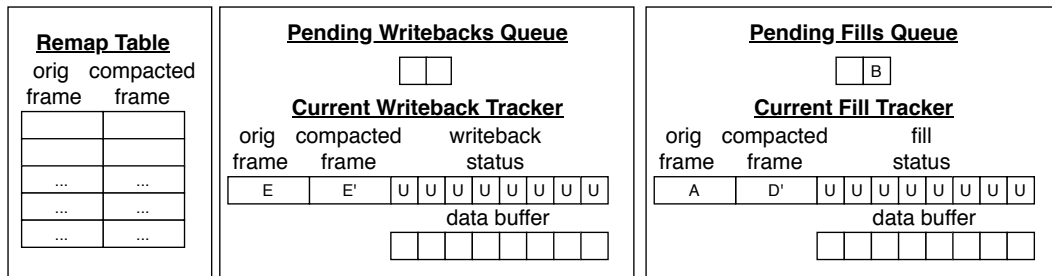 Remap Table
orig compacted
frame frame
... ...
... ...
... ...
Pending Writebacks Queue
Current Writeback Tracker
orig compacted writeback
frame frame status
E E' U U U U U U U U
data buffer
Pending Fills Queue
B
Current Fill Tracker
orig compacted fill
frame frame status
A D' U U U U U U U U
data buffer